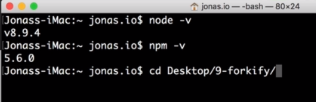 jonas.io — -bash — 80×24
Jonass-iMac:~ jonas.io$ node -v
v8.9.4
Jonass-iMac:~ jonas.io$ npm -v
5.6.0
Jonass-iMac:~ jonas.io$ cd Desktop/9-forkify/